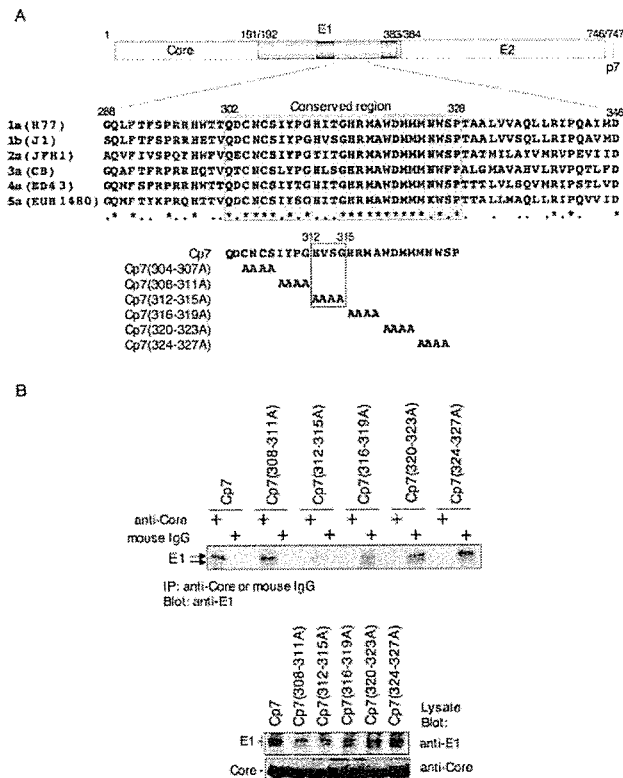 A
1 191/192 E1 383/384 746/747
Core E2
p7
288 302 Conserved region 328 346
1a (H77) GQLFTFSPRRHWTTQDCNCSIYPGHITGHRMAWDMMMNWSPTAALVVAQLLRIPQAIMD
1b (J1) SQLFTFSPRRHETVQDCNCSIYPGHVSGHRMAWDMMMNWSPTAALVVSQLLRIPQAVMD
2a (JFH1)
3a (CB)
4a (ED43)
5a (EUH1480)
312 315
Cp7 QDCNCSIYPGHVSGHRMAWDMMMNWSP
Cp7(304-307A) AAAA
Cp7(308-311A) AAAA
Cp7(312-315A) AAAA
Cp7(316-319A) AAAA
Cp7(320-323A) AAAA
Cp7(324-327A) AAAA
B
Cp7 Cp7(308-311A) Cp7(312-315A) Cp7(316-319A) Cp7(320-323A) Cp7(324-327A)
anti-Core + + + + + +
mouse IgG + + + + + +
E1
IP: anti-Core or mouse IgG
Blot: anti-E1
Cp7 Cp7(308-311A) Cp7(312-315A) Cp7(316-319A) Cp7(320-323A) Cp7(324-327A)
Lysate
Blot:
E1 - anti-E1
Core - anti-Core